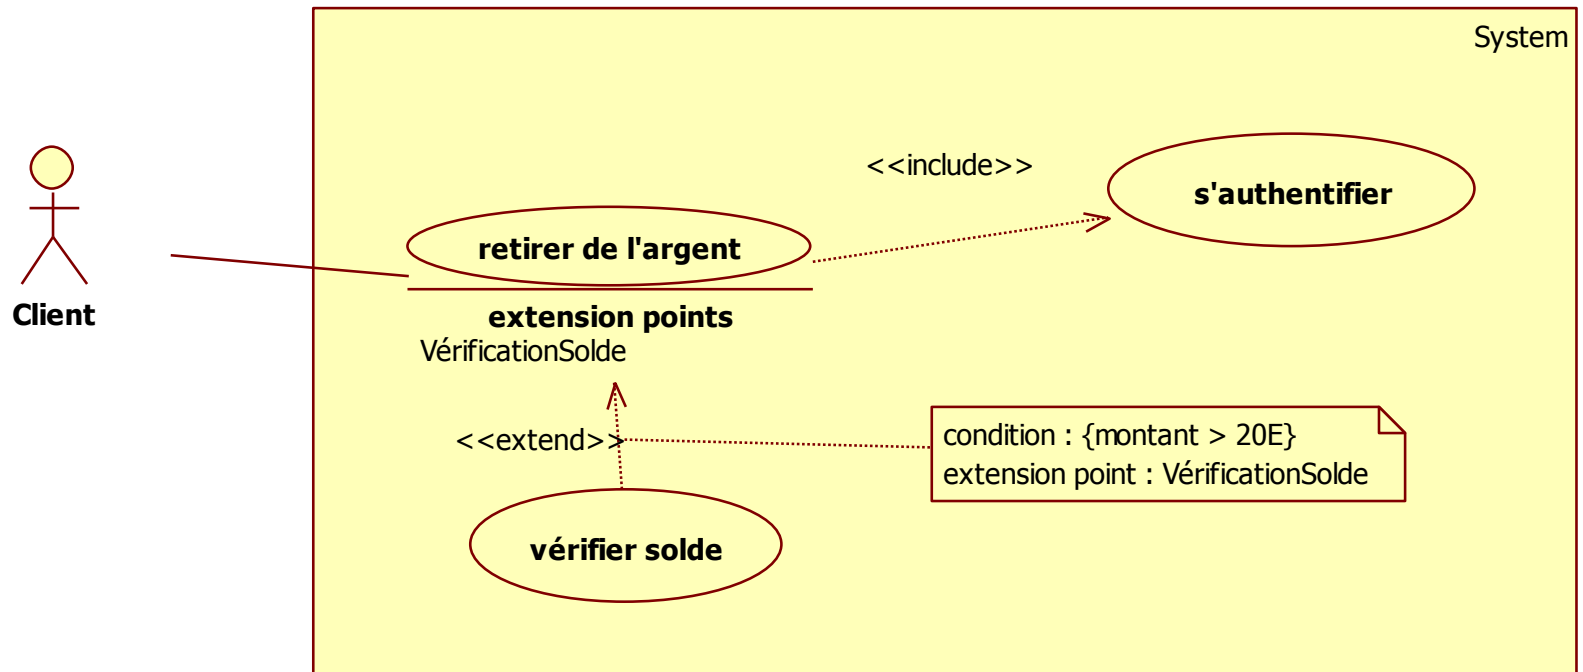 System
<<include>>
s'authentifier
retirer de l'argent
Client
extension points
VérificationSolde
<<extend>>
condition : {montant > 20E}
extension point : VérificationSolde
vérifier solde